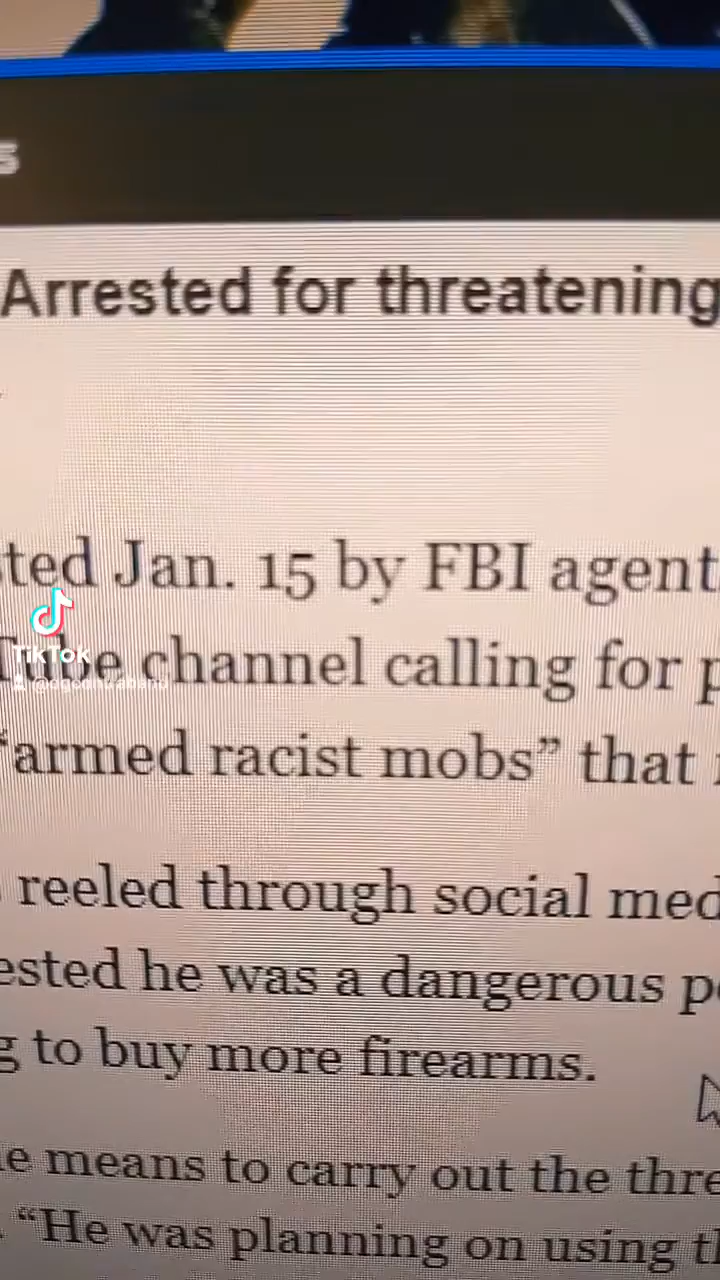 Arrested for threatening
ted Jan. 15 by FBI agent
Tube channel calling for p
“armed racist mobs” that
reeled through social med
ested he was a dangerous p
g to buy more firearms.
e means to carry out the thre
“He was planning on using th
TikTok